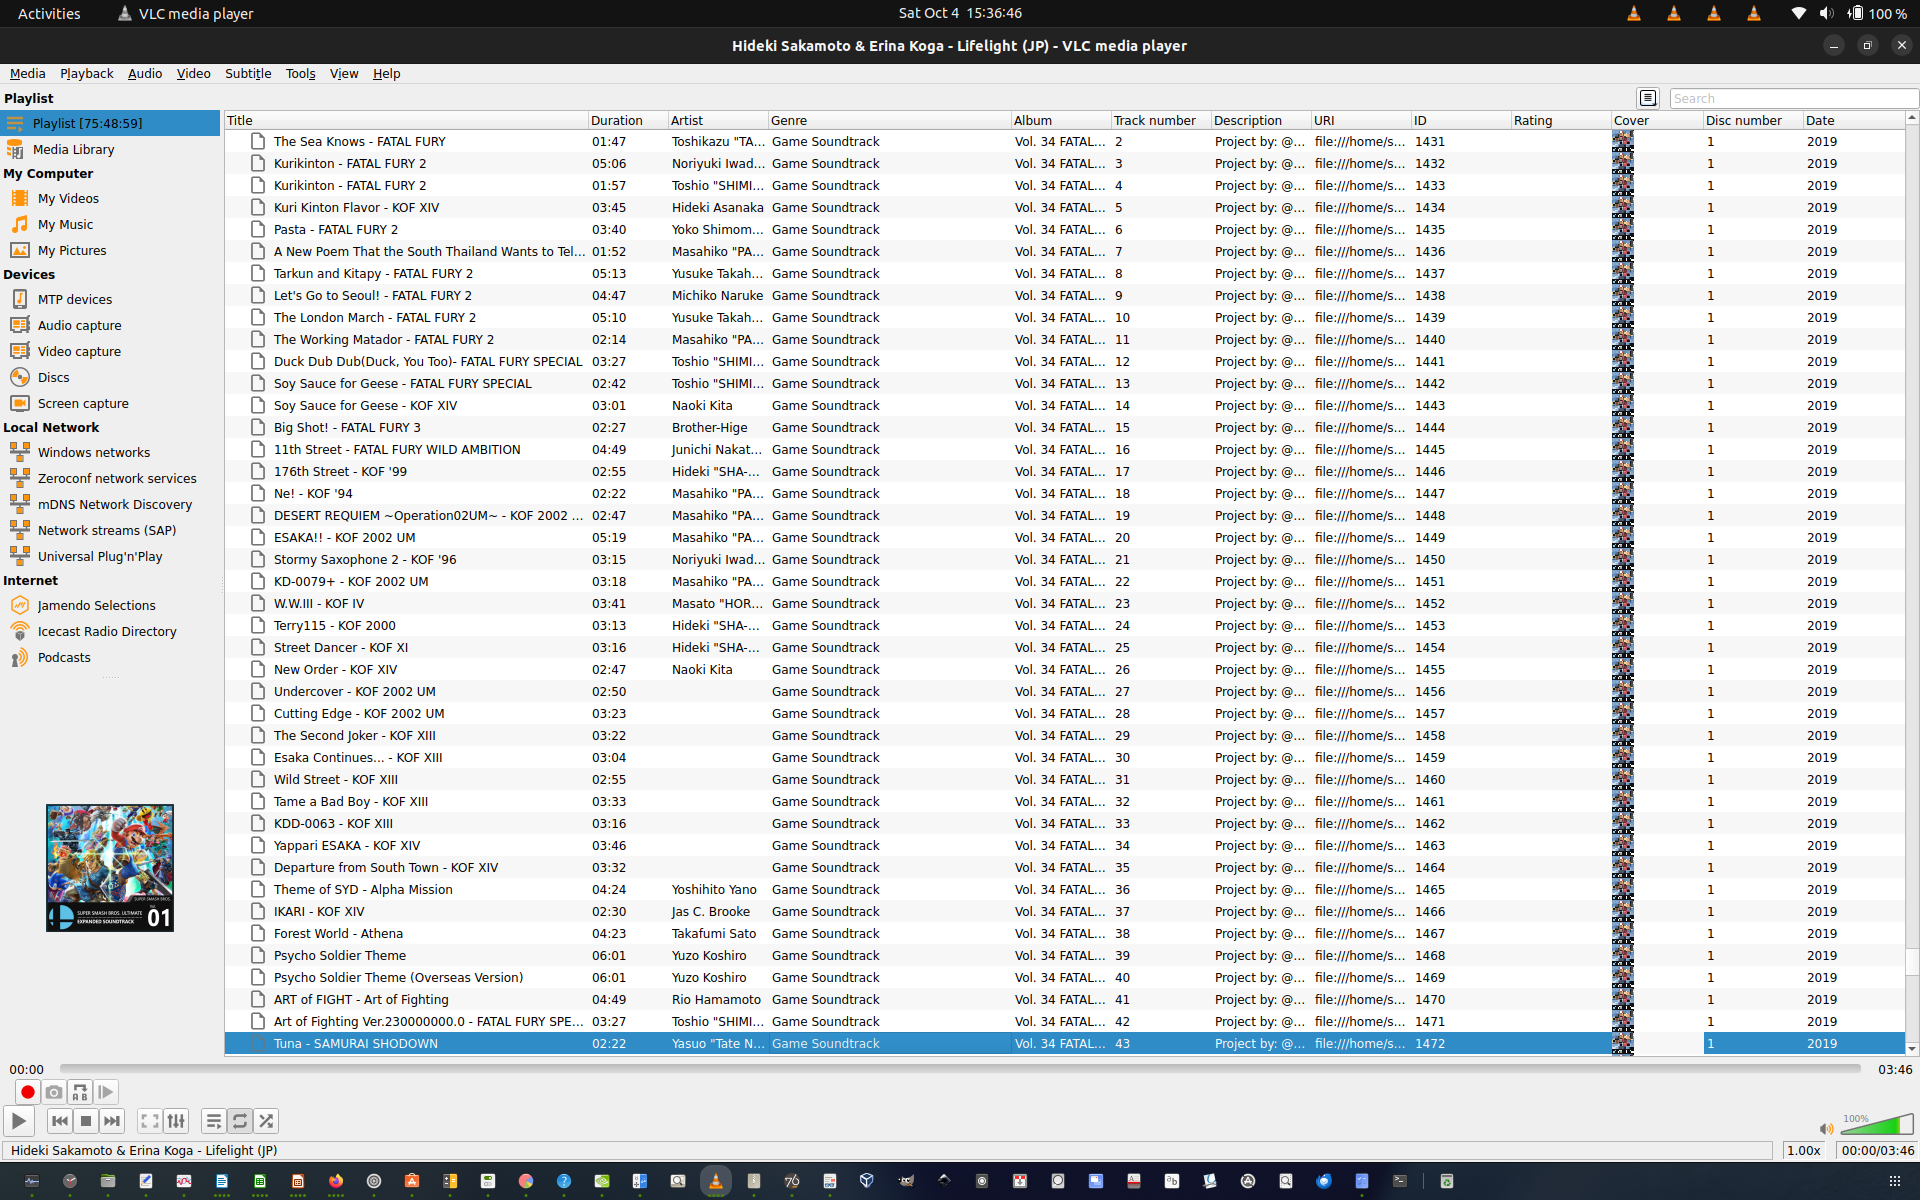 Activities VLC media player Sat Oct 4 15:36:46 100 %
Hideki Sakamoto & Erina Koga - Lifelight (JP) - VLC media player
Media Playback Audio Video Subtitle Tools View Help
Playlist
Search
Playlist [75:48:59]
Media Library
My Computer
My Videos
My Music
My Pictures
Devices
MTP devices
Audio capture
Video capture
Discs
Screen capture
Local Network
Windows networks
Zeroconf network services
mDNS Network Discovery
Network streams (SAP)
Universal Plug'n'Play
Internet
Jamendo Selections
Icecast Radio Directory
Podcasts
SUPER SMASH BROS. ULTIMATE
EXPANDED SOUNDTRACK
01
Title Duration Artist Genre Album Track number Description URI ID Rating Cover Disc number Date
The Sea Knows - FATAL FURY 01:47 Toshikazu "TA... Game Soundtrack Vol. 34 FATAL... 2 Project by: @... file:///home/s... 1431 1 2019
Kurikinton - FATAL FURY 2 05:06 Noriyuki Iwad... Game Soundtrack Vol. 34 FATAL... 3 Project by: @... file:///home/s... 1432 1 2019
Kurikinton - FATAL FURY 2 01:57 Toshio "SHIMI... Game Soundtrack Vol. 34 FATAL... 4 Project by: @... file:///home/s... 1433 1 2019
Kuri Kinton Flavor - KOF XIV 03:45 Hideki Asanaka Game Soundtrack Vol. 34 FATAL... 5 Project by: @... file:///home/s... 1434 1 2019
Pasta - FATAL FURY 2 03:40 Yoko Shimom... Game Soundtrack Vol. 34 FATAL... 6 Project by: @... file:///home/s... 1435 1 2019
A New Poem That the South Thailand Wants to Tel... 01:52 Masahiko "PA... Game Soundtrack Vol. 34 FATAL... 7 Project by: @... file:///home/s... 1436 1 2019
Tarkun and Kitapy - FATAL FURY 2 05:13 Yusuke Takah... Game Soundtrack Vol. 34 FATAL... 8 Project by: @... file:///home/s... 1437 1 2019
Let's Go to Seoul! - FATAL FURY 2 04:47 Michiko Naruke Game Soundtrack Vol. 34 FATAL... 9 Project by: @... file:///home/s... 1438 1 2019
The London March - FATAL FURY 2 05:10 Yusuke Takah... Game Soundtrack Vol. 34 FATAL... 10 Project by: @... file:///home/s... 1439 1 2019
The Working Matador - FATAL FURY 2 02:14 Masahiko "PA... Game Soundtrack Vol. 34 FATAL... 11 Project by: @... file:///home/s... 1440 1 2019
Duck Dub Dub(Duck, You Too)- FATAL FURY SPECIAL 03:27 Toshio "SHIMI... Game Soundtrack Vol. 34 FATAL... 12 Project by: @... file:///home/s... 1441 1 2019
Soy Sauce for Geese - FATAL FURY SPECIAL 02:42 Toshio "SHIMI... Game Soundtrack Vol. 34 FATAL... 13 Project by: @... file:///home/s... 1442 1 2019
Soy Sauce for Geese - KOF XIV 03:01 Naoki Kita Game Soundtrack Vol. 34 FATAL... 14 Project by: @... file:///home/s... 1443 1 2019
Big Shot! - FATAL FURY 3 02:27 Brother-Hige Game Soundtrack Vol. 34 FATAL... 15 Project by: @... file:///home/s... 1444 1 2019
11th Street - FATAL FURY WILD AMBITION 04:49 Junichi Nakat... Game Soundtrack Vol. 34 FATAL... 16 Project by: @... file:///home/s... 1445 1 2019
176th Street - KOF '99 02:55 Hideki "SHA-... Game Soundtrack Vol. 34 FATAL... 17 Project by: @... file:///home/s... 1446 1 2019
Ne! - KOF '94 02:22 Masahiko "PA... Game Soundtrack Vol. 34 FATAL... 18 Project by: @... file:///home/s... 1447 1 2019
DESERT REQUIEM ~Operation02UM~ - KOF 2002 ... 02:47 Masahiko "PA... Game Soundtrack Vol. 34 FATAL... 19 Project by: @... file:///home/s... 1448 1 2019
ESAKA!! - KOF 2002 UM 05:19 Masahiko "PA... Game Soundtrack Vol. 34 FATAL... 20 Project by: @... file:///home/s... 1449 1 2019
Stormy Saxophone 2 - KOF '96 03:15 Noriyuki Iwad... Game Soundtrack Vol. 34 FATAL... 21 Project by: @... file:///home/s... 1450 1 2019
KD-0079+ - KOF 2002 UM 03:18 Masahiko "PA... Game Soundtrack Vol. 34 FATAL... 22 Project by: @... file:///home/s... 1451 1 2019
W.W.III - KOF IV 03:41 Masato "HOR... Game Soundtrack Vol. 34 FATAL... 23 Project by: @... file:///home/s... 1452 1 2019
Terry115 - KOF 2000 03:13 Hideki "SHA-... Game Soundtrack Vol. 34 FATAL... 24 Project by: @... file:///home/s... 1453 1 2019
Street Dancer - KOF XI 03:16 Hideki "SHA-... Game Soundtrack Vol. 34 FATAL... 25 Project by: @... file:///home/s... 1454 1 2019
New Order - KOF XIV 02:47 Naoki Kita Game Soundtrack Vol. 34 FATAL... 26 Project by: @... file:///home/s... 1455 1 2019
Undercover - KOF 2002 UM 02:50 Game Soundtrack Vol. 34 FATAL... 27 Project by: @... file:///home/s... 1456 1 2019
Cutting Edge - KOF 2002 UM 03:23 Game Soundtrack Vol. 34 FATAL... 28 Project by: @... file:///home/s... 1457 1 2019
The Second Joker - KOF XIII 03:22 Game Soundtrack Vol. 34 FATAL... 29 Project by: @... file:///home/s... 1458 1 2019
Esaka Continues... - KOF XIII 03:04 Game Soundtrack Vol. 34 FATAL... 30 Project by: @... file:///home/s... 1459 1 2019
Wild Street - KOF XIII 02:55 Game Soundtrack Vol. 34 FATAL... 31 Project by: @... file:///home/s... 1460 1 2019
Tame a Bad Boy - KOF XIII 03:33 Game Soundtrack Vol. 34 FATAL... 32 Project by: @... file:///home/s... 1461 1 2019
KDD-0063 - KOF XIII 03:16 Game Soundtrack Vol. 34 FATAL... 33 Project by: @... file:///home/s... 1462 1 2019
Yappari ESAKA - KOF XIV 03:46 Game Soundtrack Vol. 34 FATAL... 34 Project by: @... file:///home/s... 1463 1 2019
Departure from South Town - KOF XIV 03:32 Game Soundtrack Vol. 34 FATAL... 35 Project by: @... file:///home/s... 1464 1 2019
Theme of SYD - Alpha Mission 04:24 Yoshihito Yano Game Soundtrack Vol. 34 FATAL... 36 Project by: @... file:///home/s... 1465 1 2019
IKARI - KOF XIV 02:30 Jas C. Brooke Game Soundtrack Vol. 34 FATAL... 37 Project by: @... file:///home/s... 1466 1 2019
Forest World - Athena 04:23 Takafumi Sato Game Soundtrack Vol. 34 FATAL... 38 Project by: @... file:///home/s... 1467 1 2019
Psycho Soldier Theme 06:01 Yuzo Koshiro Game Soundtrack Vol. 34 FATAL... 39 Project by: @... file:///home/s... 1468 1 2019
Psycho Soldier Theme (Overseas Version) 06:01 Yuzo Koshiro Game Soundtrack Vol. 34 FATAL... 40 Project by: @... file:///home/s... 1469 1 2019
ART of FIGHT - Art of Fighting 04:49 Rio Hamamoto Game Soundtrack Vol. 34 FATAL... 41 Project by: @... file:///home/s... 1470 1 2019
Art of Fighting Ver.230000000.0 - FATAL FURY SPE... 03:27 Toshio "SHIMI... Game Soundtrack Vol. 34 FATAL... 42 Project by: @... file:///home/s... 1471 1 2019
Tuna - SAMURAI SHODOWN 02:22 Yasuo "Tate N... Game Soundtrack Vol. 34 FATAL... 43 Project by: @... file:///home/s... 1472 1 2019
00:00 03:46
100%
Hideki Sakamoto & Erina Koga - Lifelight (JP) 1.00x 00:00/03:46